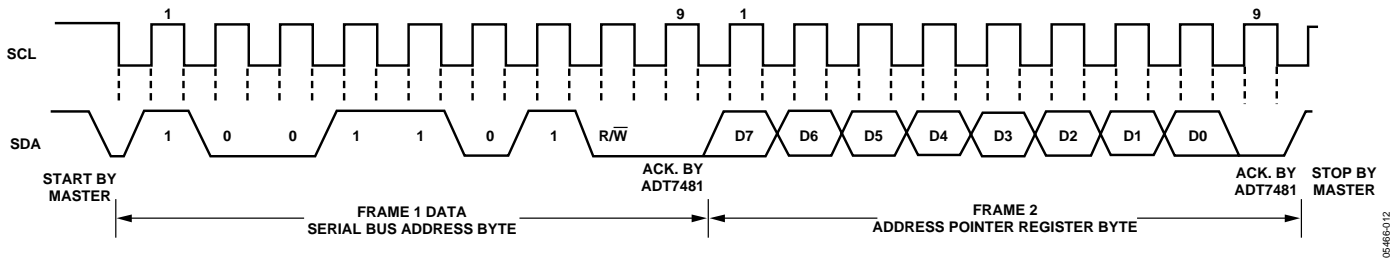 1 9 1 9
SCL
SDA
1 0 0 1 1 0 1 R/W̅ D7 D6 D5 D4 D3 D2 D1 D0
START BY
MASTER
ACK. BY
ADT7481
ACK. BY
ADT7481
STOP BY
MASTER
FRAME 1 DATA
SERIAL BUS ADDRESS BYTE
FRAME 2
ADDRESS POINTER REGISTER BYTE
05466-012